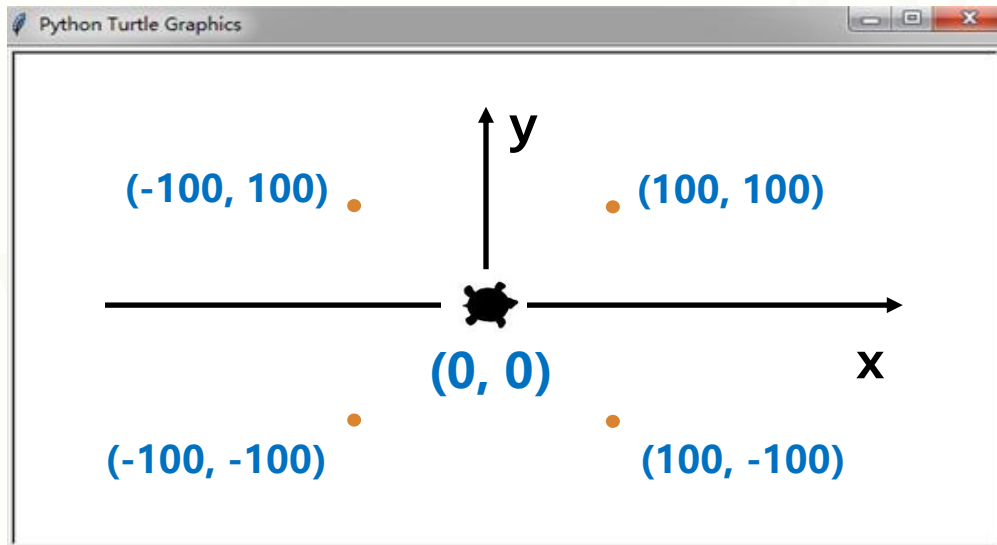 Python Turtle Graphics
y
(-100, 100)
(100, 100)
(0, 0)
x
(-100, -100)
(100, -100)